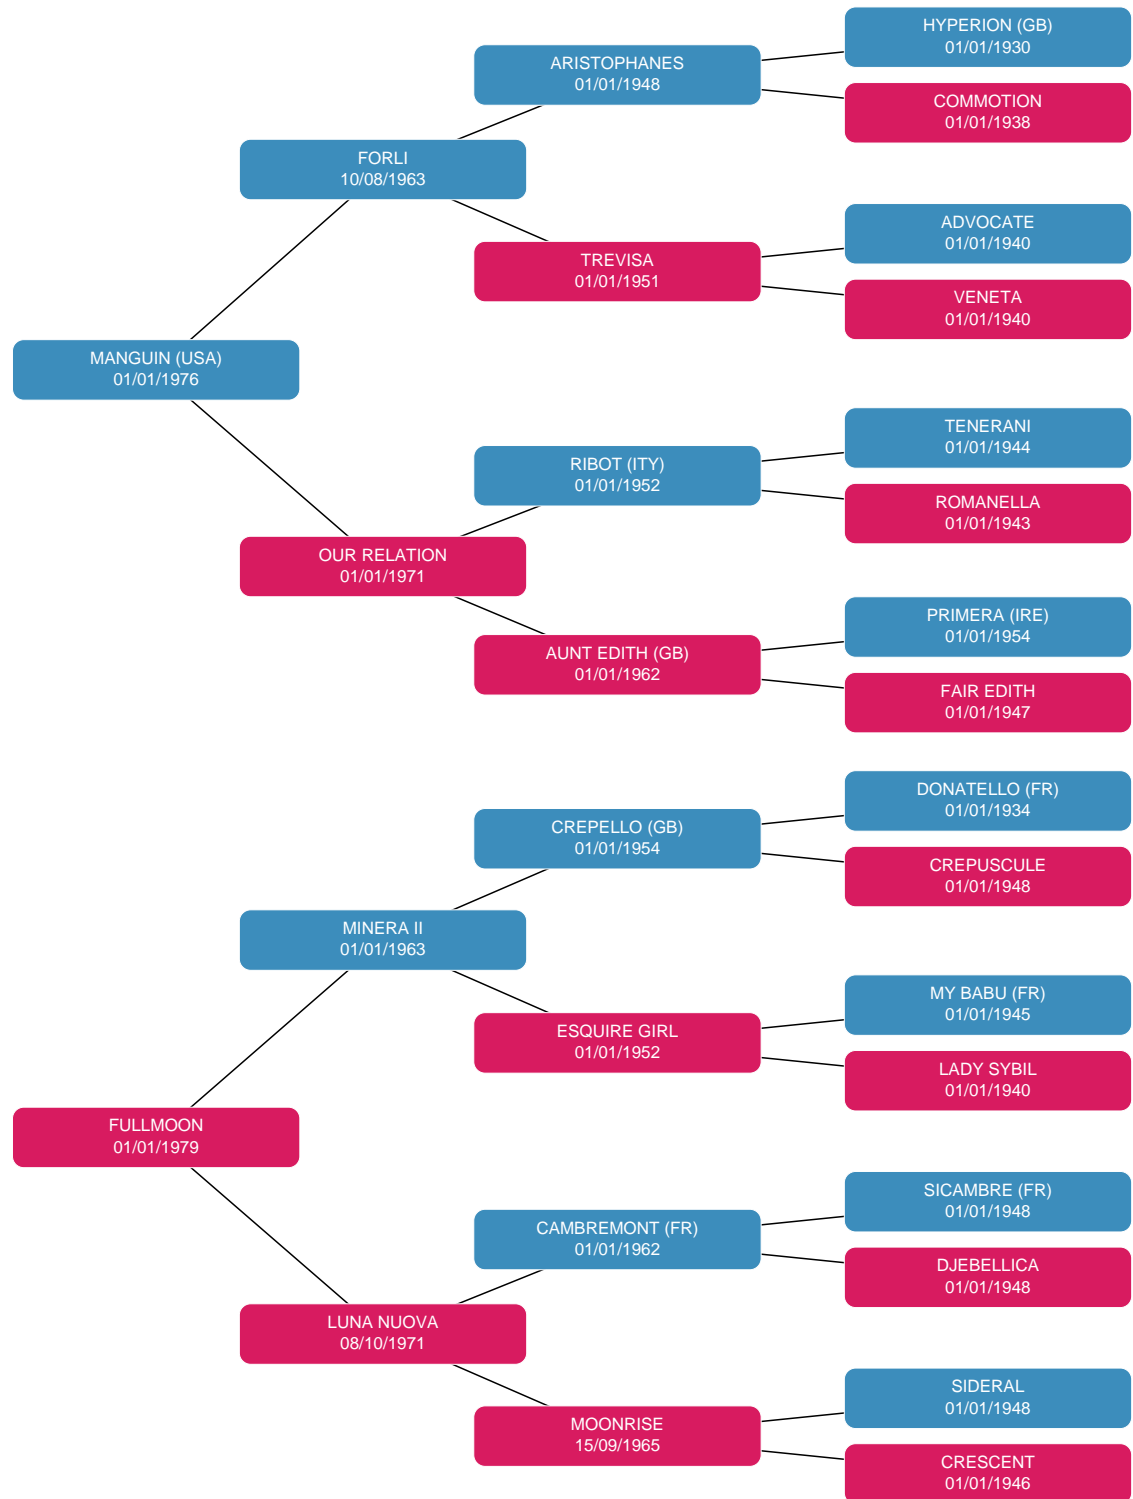 HYPERION (GB)
01/01/1930
ARISTOPHANES
01/01/1948
COMMOTION
01/01/1938
FORLI
10/08/1963
ADVOCATE
01/01/1940
TREVISA
01/01/1951
VENETA
01/01/1940
MANGUIN (USA)
01/01/1976
TENERANI
01/01/1944
RIBOT (ITY)
01/01/1952
ROMANELLA
01/01/1943
OUR RELATION
01/01/1971
PRIMERA (IRE)
01/01/1954
AUNT EDITH (GB)
01/01/1962
FAIR EDITH
01/01/1947
DONATELLO (FR)
01/01/1934
CREPELLO (GB)
01/01/1954
CREPUSCULE
01/01/1948
MINERA II
01/01/1963
MY BABU (FR)
01/01/1945
ESQUIRE GIRL
01/01/1952
LADY SYBIL
01/01/1940
FULLMOON
01/01/1979
SICAMBRE (FR)
01/01/1948
CAMBREMONT (FR)
01/01/1962
DJEBELLICA
01/01/1948
LUNA NUOVA
08/10/1971
SIDERAL
01/01/1948
MOONRISE
15/09/1965
CRESCENT
01/01/1946